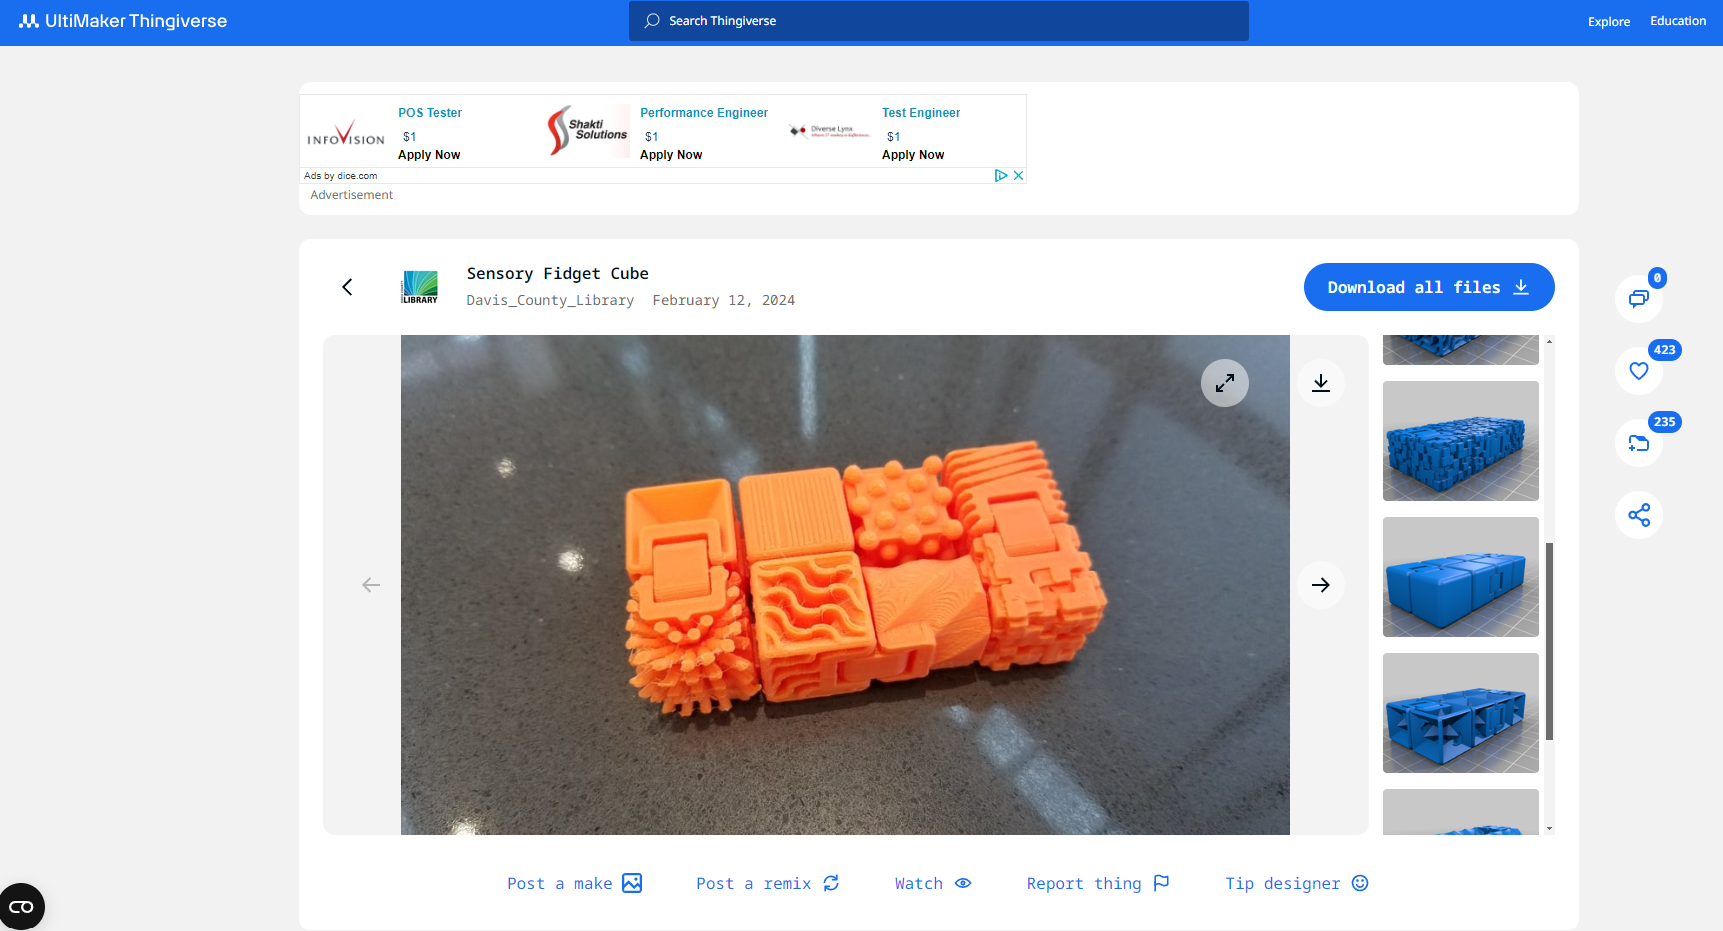 UltiMaker Thingiverse
Search Thingiverse
Explore
Education
INFOVISION
POS Tester
$1
Apply Now
Shakti
Solutions
Performance Engineer
$1
Apply Now
Diverse Lynx
Test Engineer
$1
Apply Now
Ads by dice.com
Advertisement
LIBRARY
Sensory Fidget Cube
Davis_County_Library February 12, 2024
Download all files
0
423
235
Post a make
Post a remix
Watch
Report thing
Tip designer